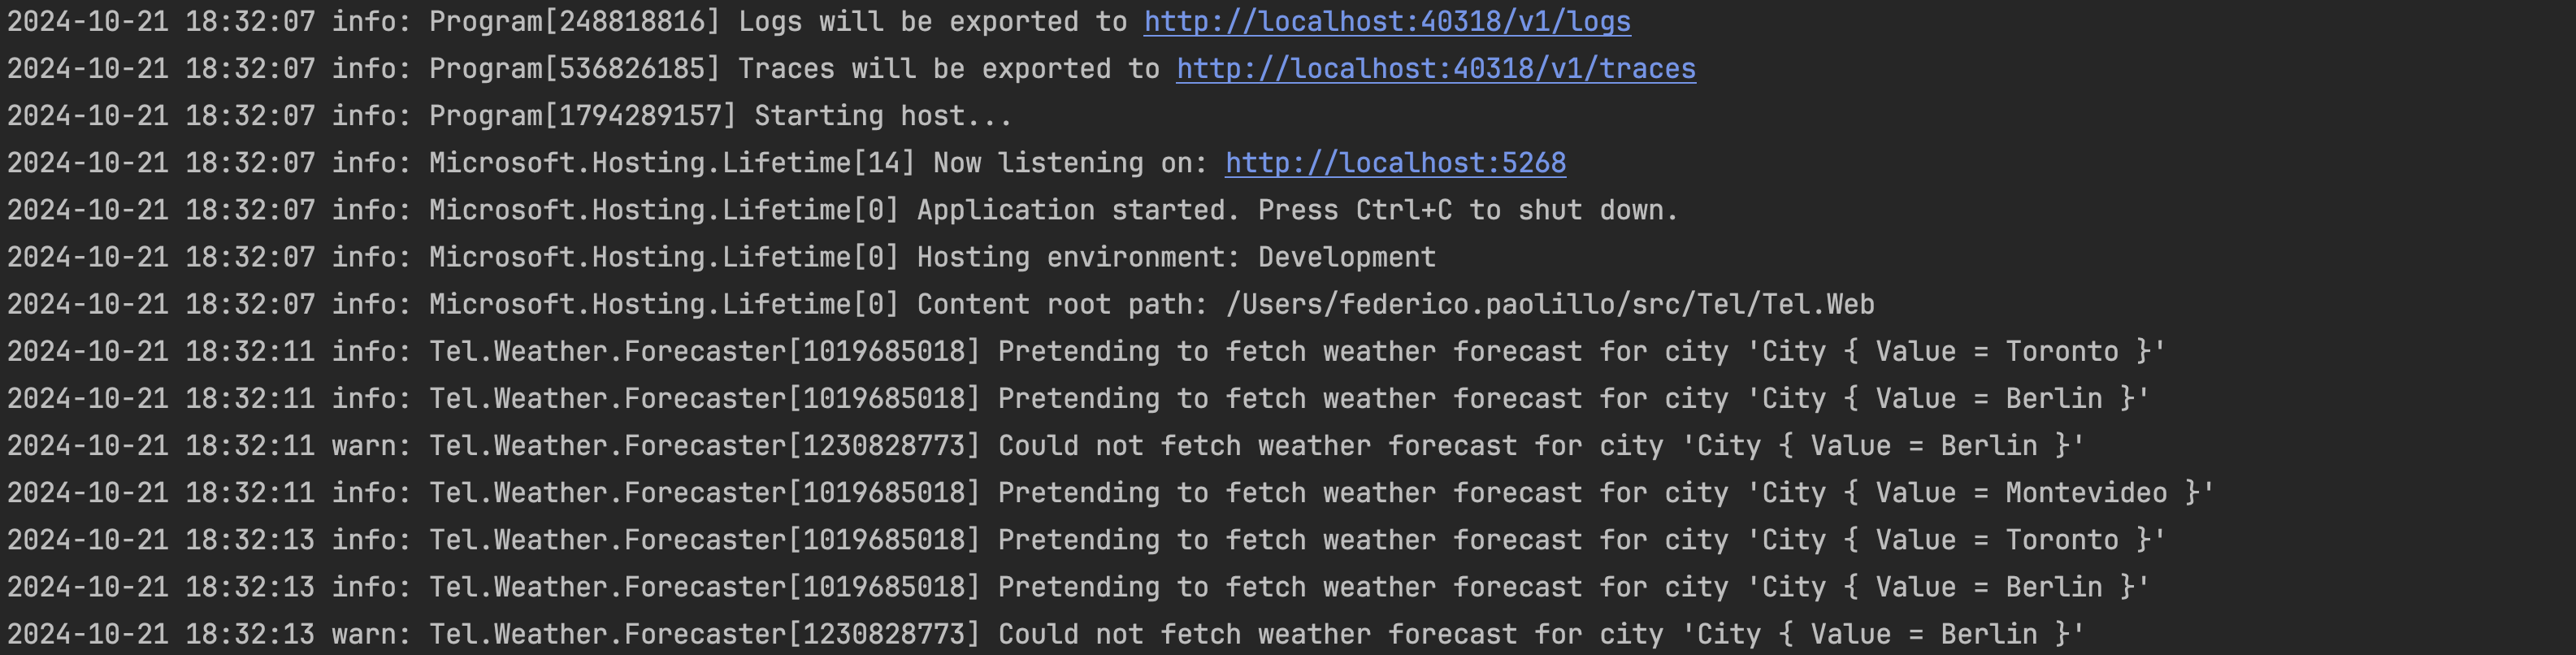 2024-10-21 18:32:07 info: Program[248818816] Logs will be exported to http://localhost:40318/v1/logs
2024-10-21 18:32:07 info: Program[536826185] Traces will be exported to http://localhost:40318/v1/traces
2024-10-21 18:32:07 info: Program[1794289157] Starting host...
2024-10-21 18:32:07 info: Microsoft.Hosting.Lifetime[14] Now listening on: http://localhost:5268
2024-10-21 18:32:07 info: Microsoft.Hosting.Lifetime[0] Application started. Press Ctrl+C to shut down.
2024-10-21 18:32:07 info: Microsoft.Hosting.Lifetime[0] Hosting environment: Development
2024-10-21 18:32:07 info: Microsoft.Hosting.Lifetime[0] Content root path: /Users/federico.paolillo/src/Tel/Tel.Web
2024-10-21 18:32:11 info: Tel.Weather.Forecaster[1019685018] Pretending to fetch weather forecast for city 'City { Value = Toronto }'
2024-10-21 18:32:11 info: Tel.Weather.Forecaster[1019685018] Pretending to fetch weather forecast for city 'City { Value = Berlin }'
2024-10-21 18:32:11 warn: Tel.Weather.Forecaster[1230828773] Could not fetch weather forecast for city 'City { Value = Berlin }'
2024-10-21 18:32:11 info: Tel.Weather.Forecaster[1019685018] Pretending to fetch weather forecast for city 'City { Value = Montevideo }'
2024-10-21 18:32:13 info: Tel.Weather.Forecaster[1019685018] Pretending to fetch weather forecast for city 'City { Value = Toronto }'
2024-10-21 18:32:13 info: Tel.Weather.Forecaster[1019685018] Pretending to fetch weather forecast for city 'City { Value = Berlin }'
2024-10-21 18:32:13 warn: Tel.Weather.Forecaster[1230828773] Could not fetch weather forecast for city 'City { Value = Berlin }'